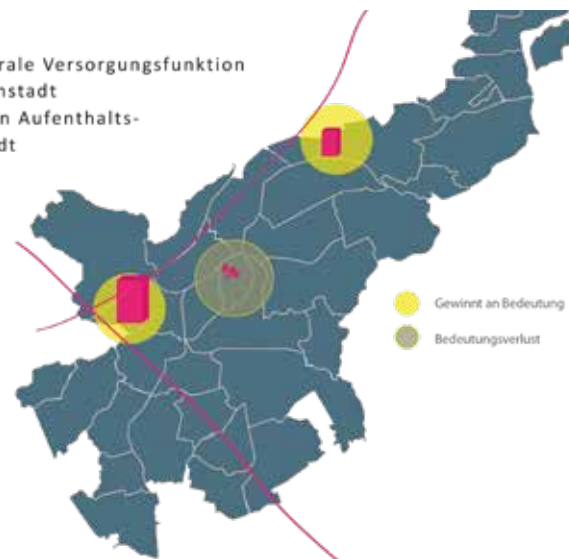 rale Versorgungsfunktion
nstadt
n Aufenthalts-
dt
Gewinnt an Bedeutung
Bedeutungsverlust